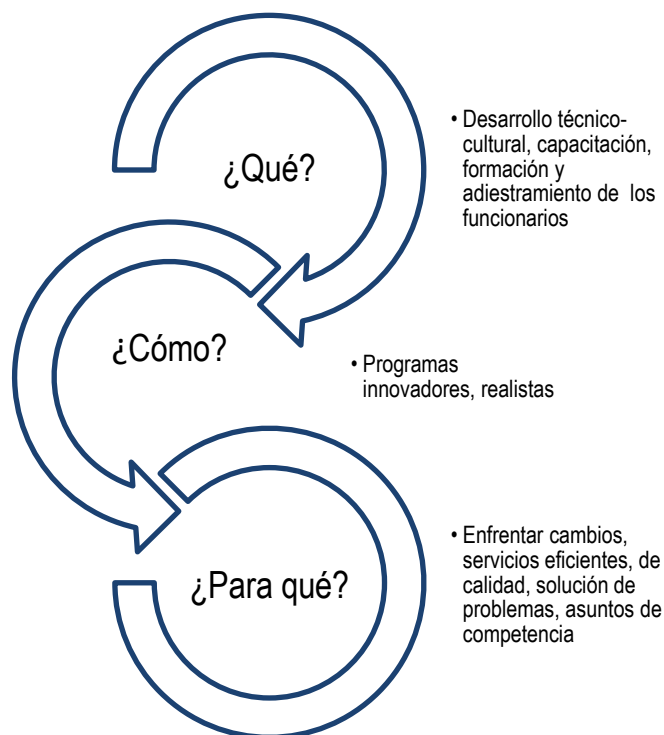 ¿Qué?
• Desarrollo técnico-
cultural, capacitación,
formación y
adiestramiento de los
funcionarios
¿Cómo?
• Programas
innovadores, realistas
¿Para qué?
• Enfrentar cambios,
servicios eficientes, de
calidad, solución de
problemas, asuntos de
competencia